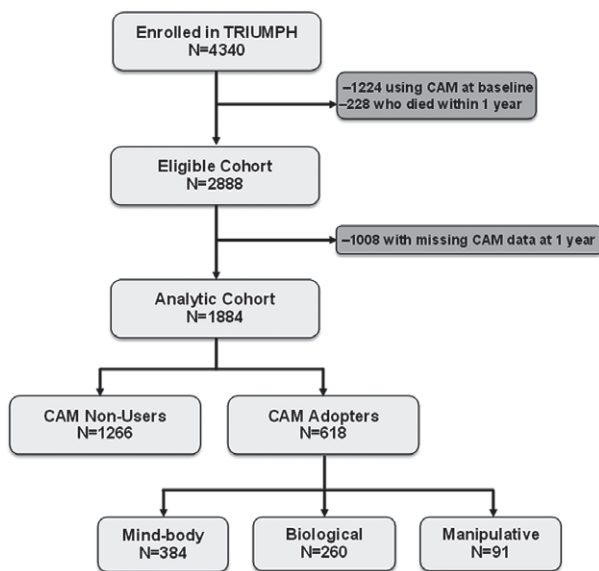 Enrolled in TRIUMPH
N=4340
–1224 using CAM at baseline
–228 who died within 1 year
Eligible Cohort
N=2888
–1008 with missing CAM data at 1 year
Analytic Cohort
N=1884
CAM Non-Users
N=1266
CAM Adopters
N=618
Mind-body
N=384
Biological
N=260
Manipulative
N=91